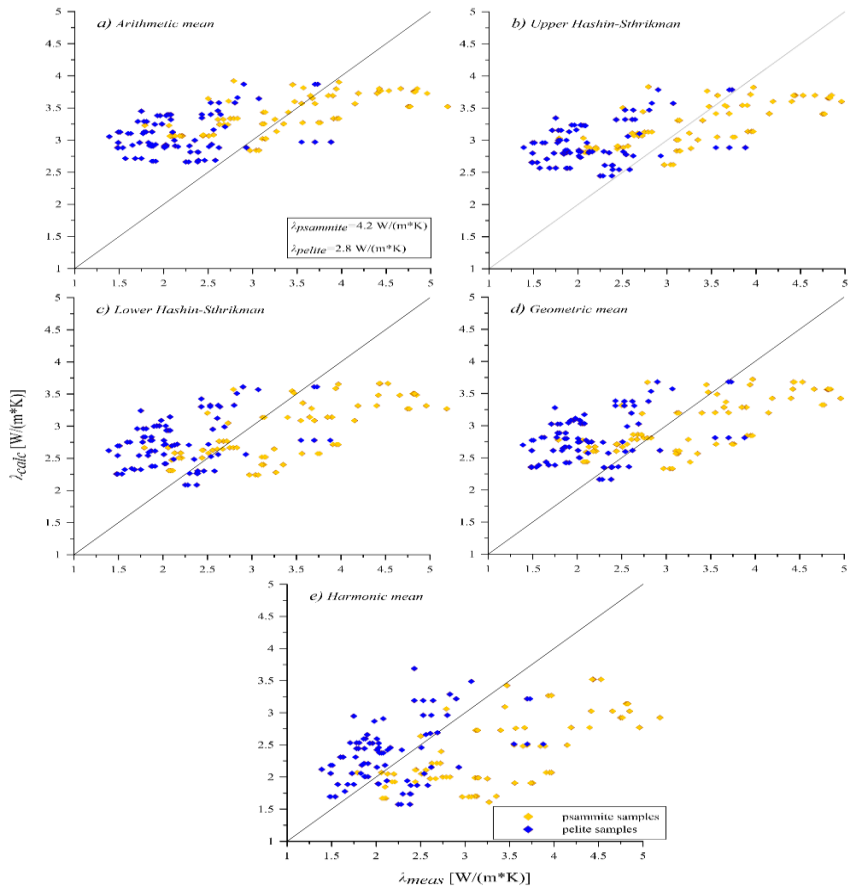 a) Arithmetic mean
5
4.5
4
3.5
3
2.5
2
1.5
1
λpsammite=4.2 W/(m*K)
λpelite=2.8 W/(m*K)
1 1.5 2 2.5 3 3.5 4 4.5 5
b) Upper Hashin-Sthrikman
5
4.5
4
3.5
3
2.5
2
1.5
1
1 1.5 2 2.5 3 3.5 4 4.5 5
c) Lower Hashin-Sthrikman
5
4.5
4
3.5
3
2.5
2
1.5
1
1 1.5 2 2.5 3 3.5 4 4.5 5
d) Geometric mean
5
4.5
4
3.5
3
2.5
2
1.5
1
1 1.5 2 2.5 3 3.5 4 4.5 5
λcalc [W/(m*K)]
e) Harmonic mean
5
4.5
4
3.5
3
2.5
2
1.5
1
psammite samples
pelite samples
1 1.5 2 2.5 3 3.5 4 4.5 5
λmeas [W/(m*K)]